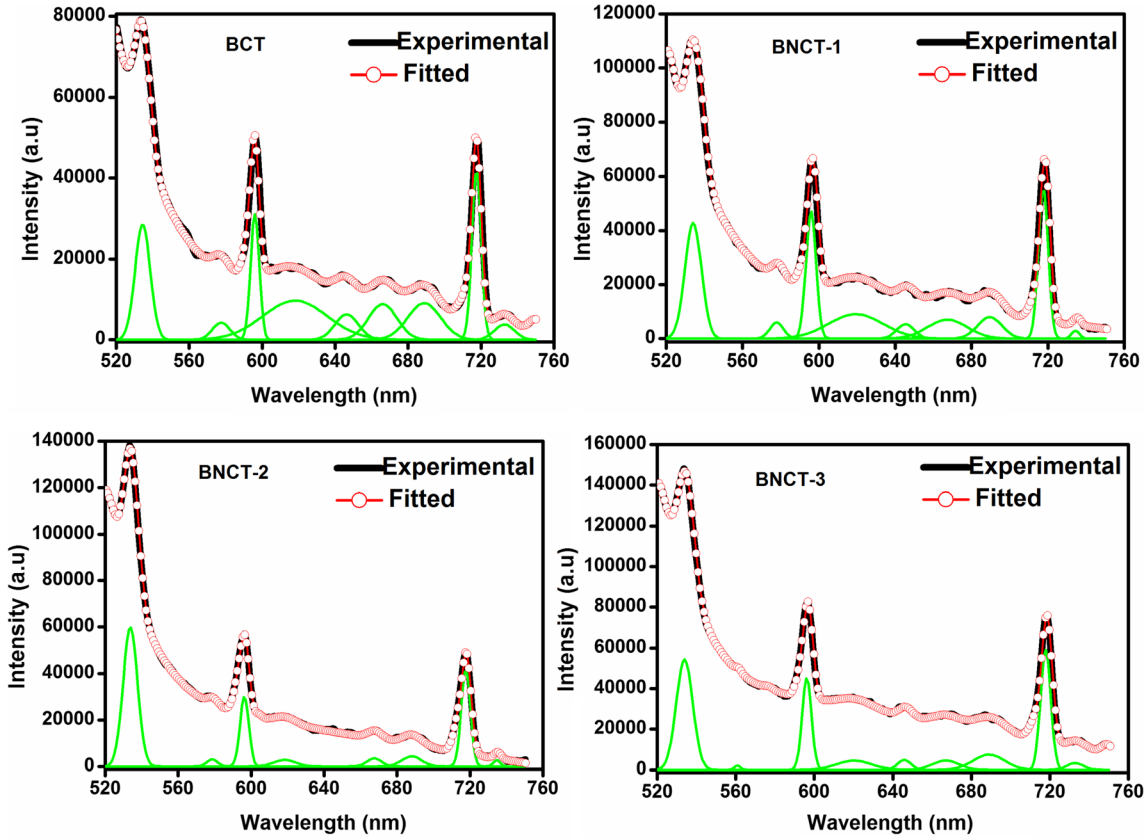 80000
60000
40000
20000
0
520 560 600 640 680 720 760
Intensity (a.u)
Wavelength (nm)
BCT
Experimental
Fitted
120000
100000
80000
60000
40000
20000
0
520 560 600 640 680 720 760
Intensity (a.u)
Wavelength (nm)
BNCT-1
Experimental
Fitted
140000
120000
100000
80000
60000
40000
20000
0
520 560 600 640 680 720 760
Intensity (a.u)
Wavelength (nm)
BNCT-2
Experimental
Fitted
160000
140000
120000
100000
80000
60000
40000
20000
0
520 560 600 640 680 720 760
Intensity (a.u)
Wavelength (nm)
BNCT-3
Experimental
Fitted